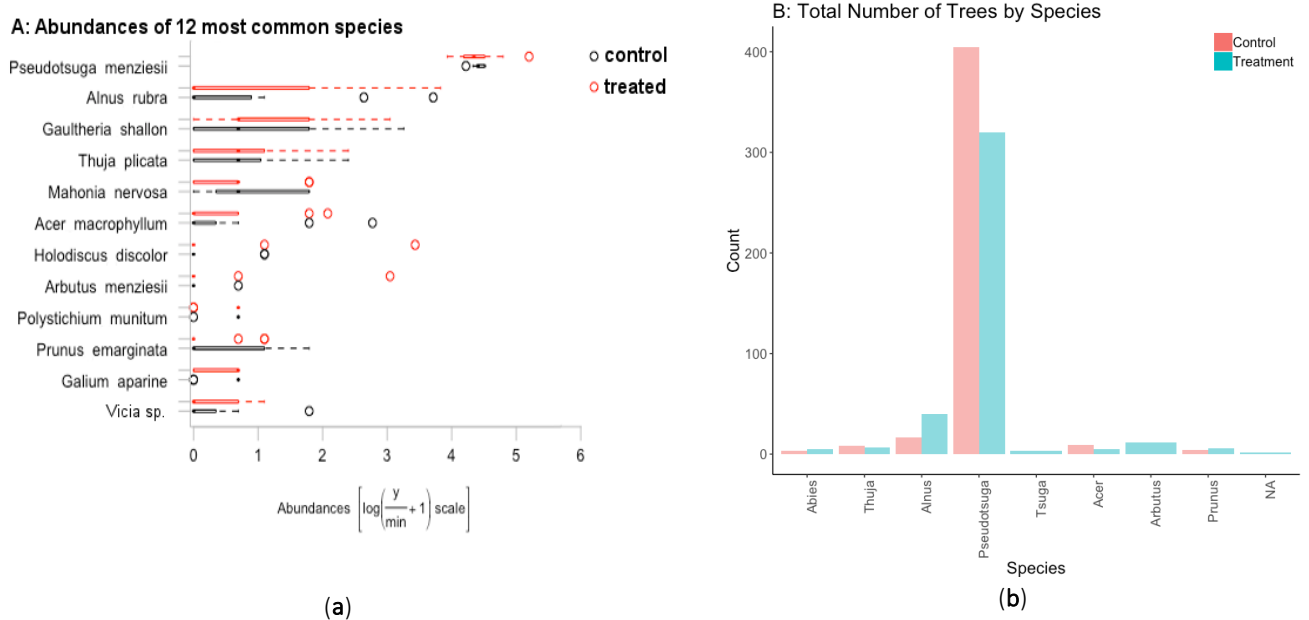 A: Abundances of 12 most common species
control
treated
Pseudotsuga menziesii
Alnus rubra
Gaultheria shallon
Thuja plicata
Mahonia nervosa
Acer macrophyllum
Holodiscus discolor
Arbutus menziesii
Polystichium munitum
Prunus emarginata
Galium aparine
Vicia sp.
0 1 2 3 4 5 6
Abundances [log(y/min + 1) scale]
(a)
B: Total Number of Trees by Species
Control
Treatment
Count
400
300
200
100
0
Abies
Thuja
Alnus
Pseudotsuga
Tsuga
Acer
Arbutus
Prunus
NA
Species
(b)